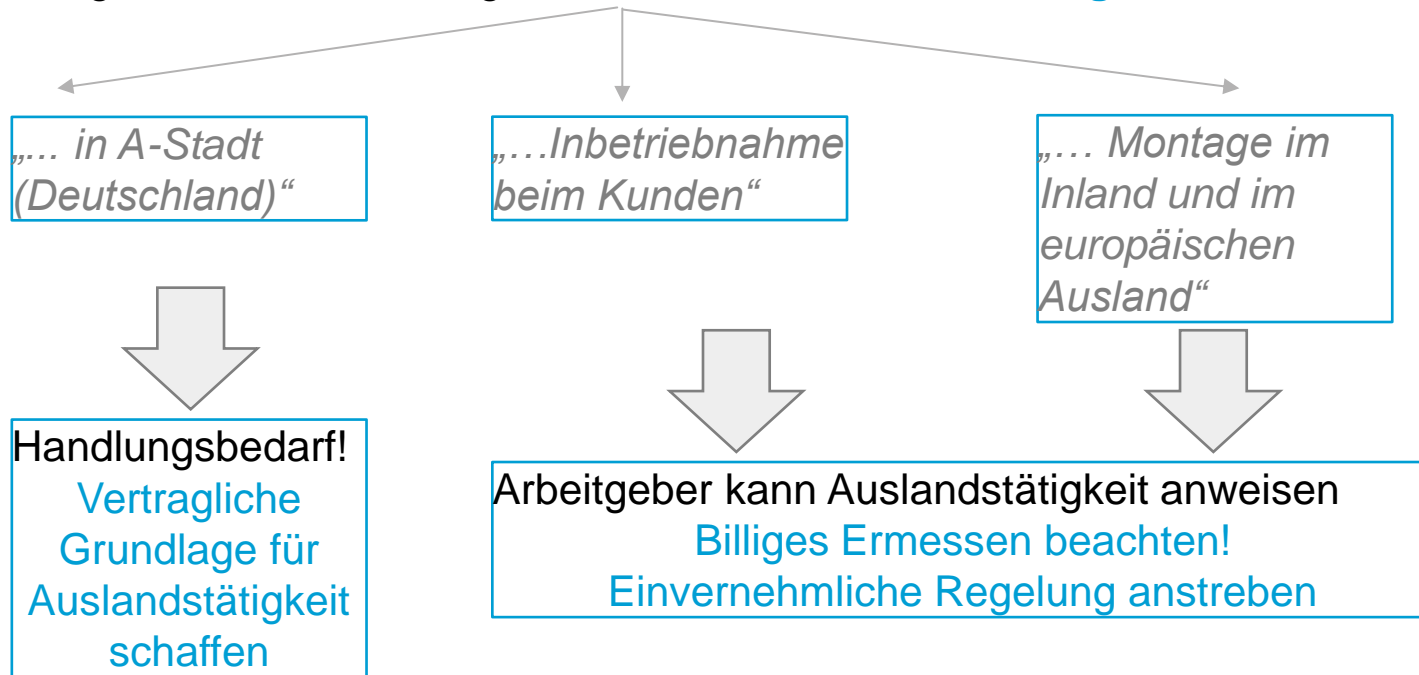 „... in A-Stadt
(Deutschland)“
„…Inbetriebnahme
beim Kunden“
„… Montage im
Inland und im
europäischen
Ausland“
Handlungsbedarf!
Vertragliche
Grundlage für
Auslandstätigkeit
schaffen
Arbeitgeber kann Auslandstätigkeit anweisen
Billiges Ermessen beachten!
Einvernehmliche Regelung anstreben